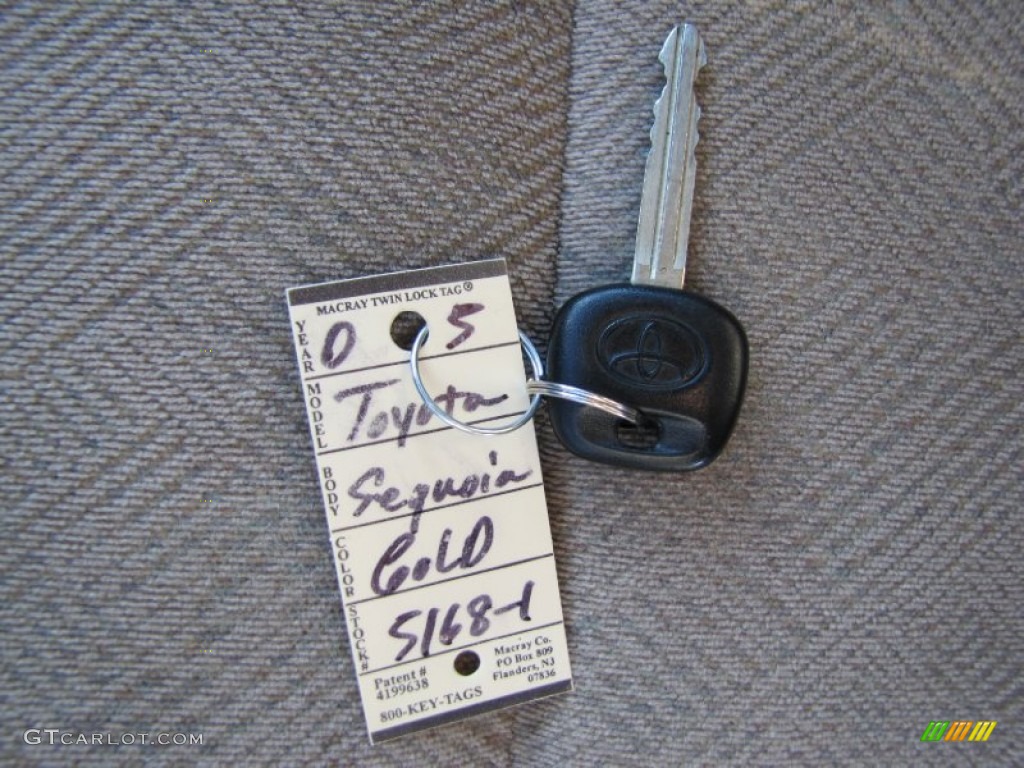 MACRAY TWIN LOCK TAG®
YEAR 0 5
MODEL Toyota
BODY Sequoia
COLOR GOLD
STOCK# 5168-1
Patent #
4199638
800-KEY-TAGS
Macray Co.
PO Box 809
Flanders, NJ
07836
GTCARLOT.COM